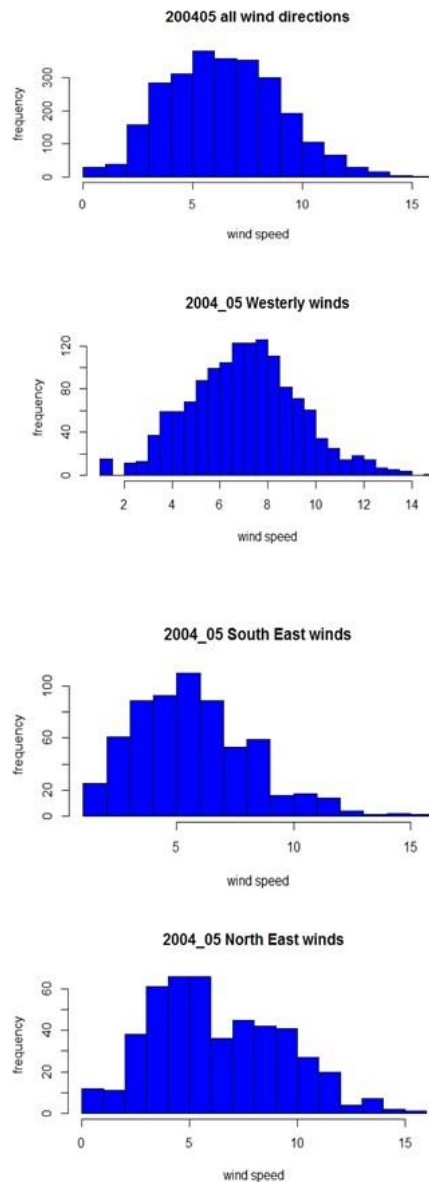 200405 all wind directions
frequency
0 100 200 300
0 5 10 15
wind speed
2004_05 Westerly winds
frequency
0 40 80 120
2 4 6 8 10 12 14
wind speed
2004_05 South East winds
frequency
0 20 60 100
5 10 15
wind speed
2004_05 North East winds
frequency
0 20 40 60
0 5 10 15
wind speed